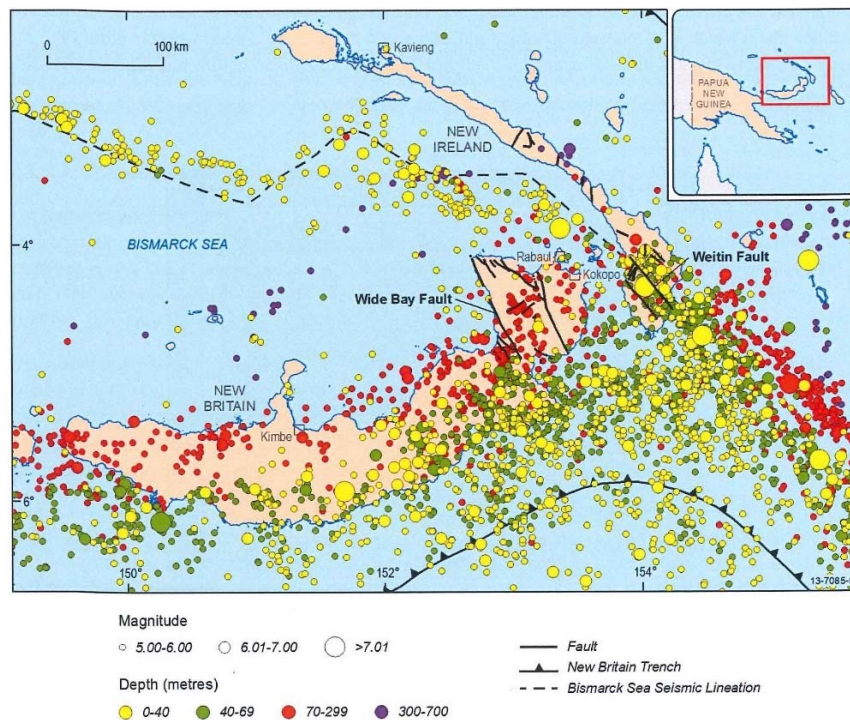 0
100 km
Kavieng
PAPUA
NEW
GUINEA
NEW
IRELAND
4°
BISMARCK SEA
Rabaul
Kokopo
Weitin Fault
Wide Bay Fault
NEW
BRITAIN
Kimbe
6°
150°
152°
154°
Magnitude
5.00-6.00
6.01-7.00
>7.01
Fault
New Britain Trench
Bismarck Sea Seismic Lineation
Depth (metres)
0-40
40-69
70-299
300-700